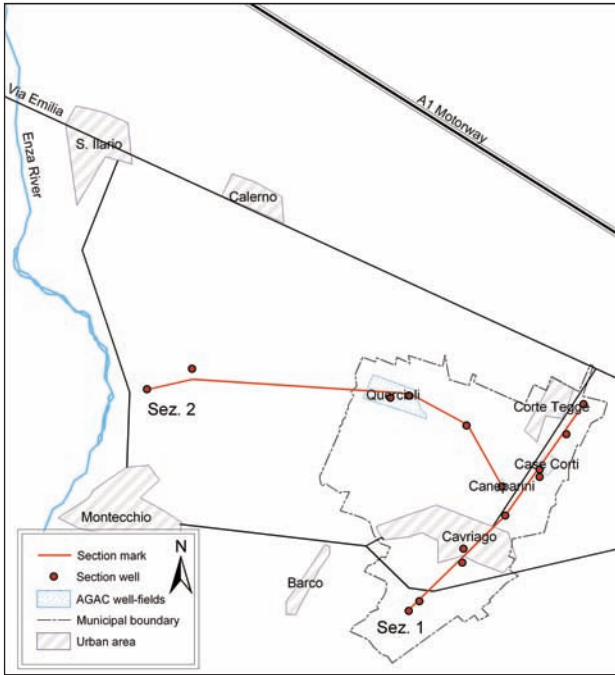 A1 Motorway
Via Emilia
S. Ilario
Enza River
Calerno
Quercioli
Sez. 2
Corte Tegge
Case Corti
Caneparini
Montecchio
Cavriago
Barco
Sez. 1
N
Section mark
Section well
AGAC well-fields
Municipal boundary
Urban area